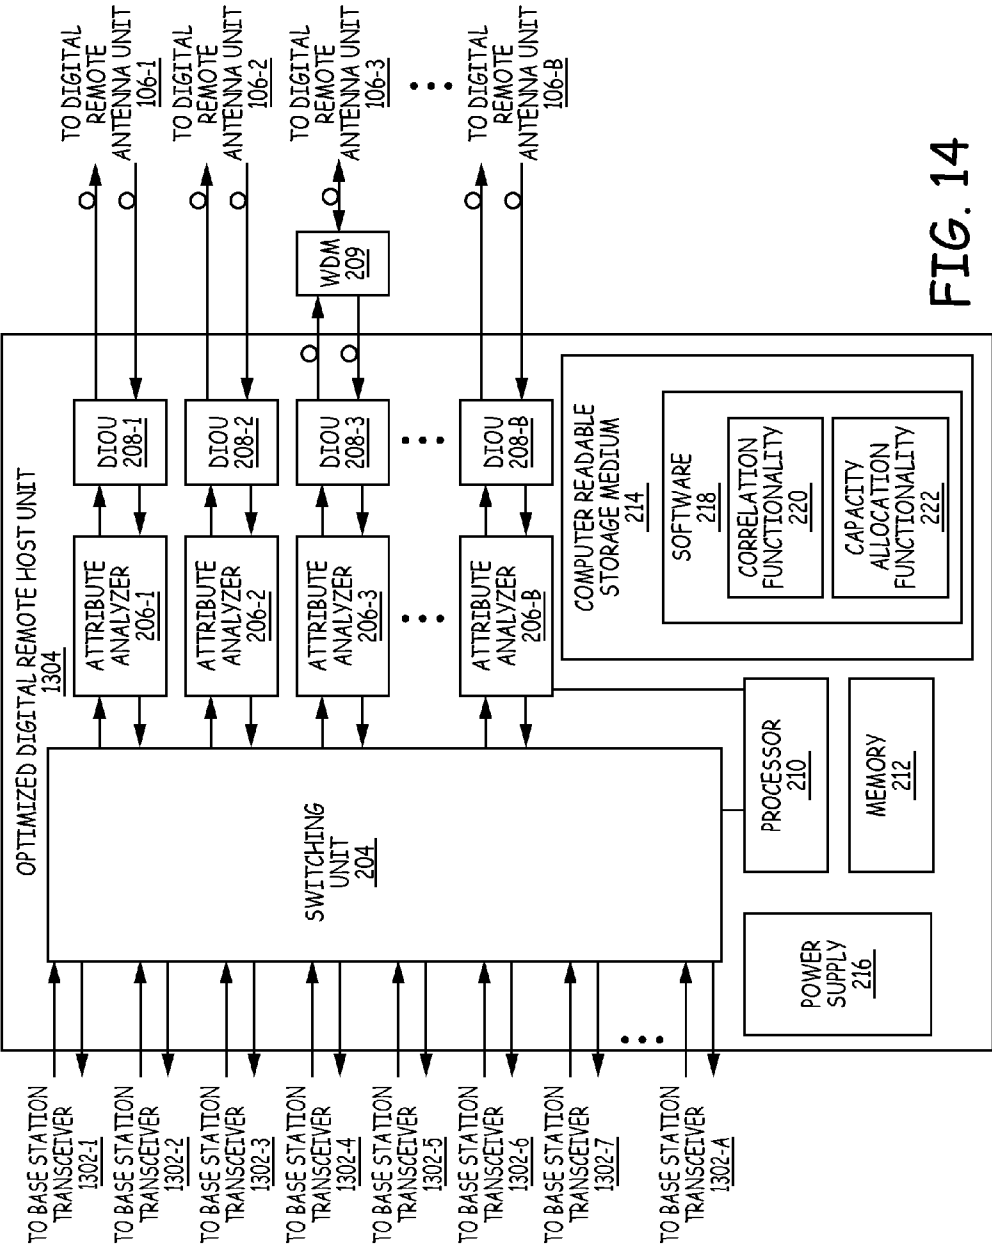 OPTIMIZED DIGITAL REMOTE HOST UNIT
1304
TO BASE STATION
TRANSCEIVER
1302-1
TO BASE STATION
TRANSCEIVER
1302-2
TO BASE STATION
TRANSCEIVER
1302-3
TO BASE STATION
TRANSCEIVER
1302-4
TO BASE STATION
TRANSCEIVER
1302-5
TO BASE STATION
TRANSCEIVER
1302-6
TO BASE STATION
TRANSCEIVER
1302-7
TO BASE STATION
TRANSCEIVER
1302-A
SWITCHING
UNIT
204
ATTRIBUTE
ANALYZER
206-1
DIOU
208-1
TO DIGITAL
REMOTE
ANTENNA UNIT
106-1
ATTRIBUTE
ANALYZER
206-2
DIOU
208-2
TO DIGITAL
REMOTE
ANTENNA UNIT
106-2
ATTRIBUTE
ANALYZER
206-3
DIOU
208-3
WDM
209
TO DIGITAL
REMOTE
ANTENNA UNIT
106-3
ATTRIBUTE
ANALYZER
206-B
DIOU
208-B
TO DIGITAL
REMOTE
ANTENNA UNIT
106-B
POWER
SUPPLY
216
PROCESSOR
210
MEMORY
212
COMPUTER READABLE
STORAGE MEDIUM
214
SOFTWARE
218
CORRELATION
FUNCTIONALITY
220
CAPACITY
ALLOCATION
FUNCTIONALITY
222
FIG. 14